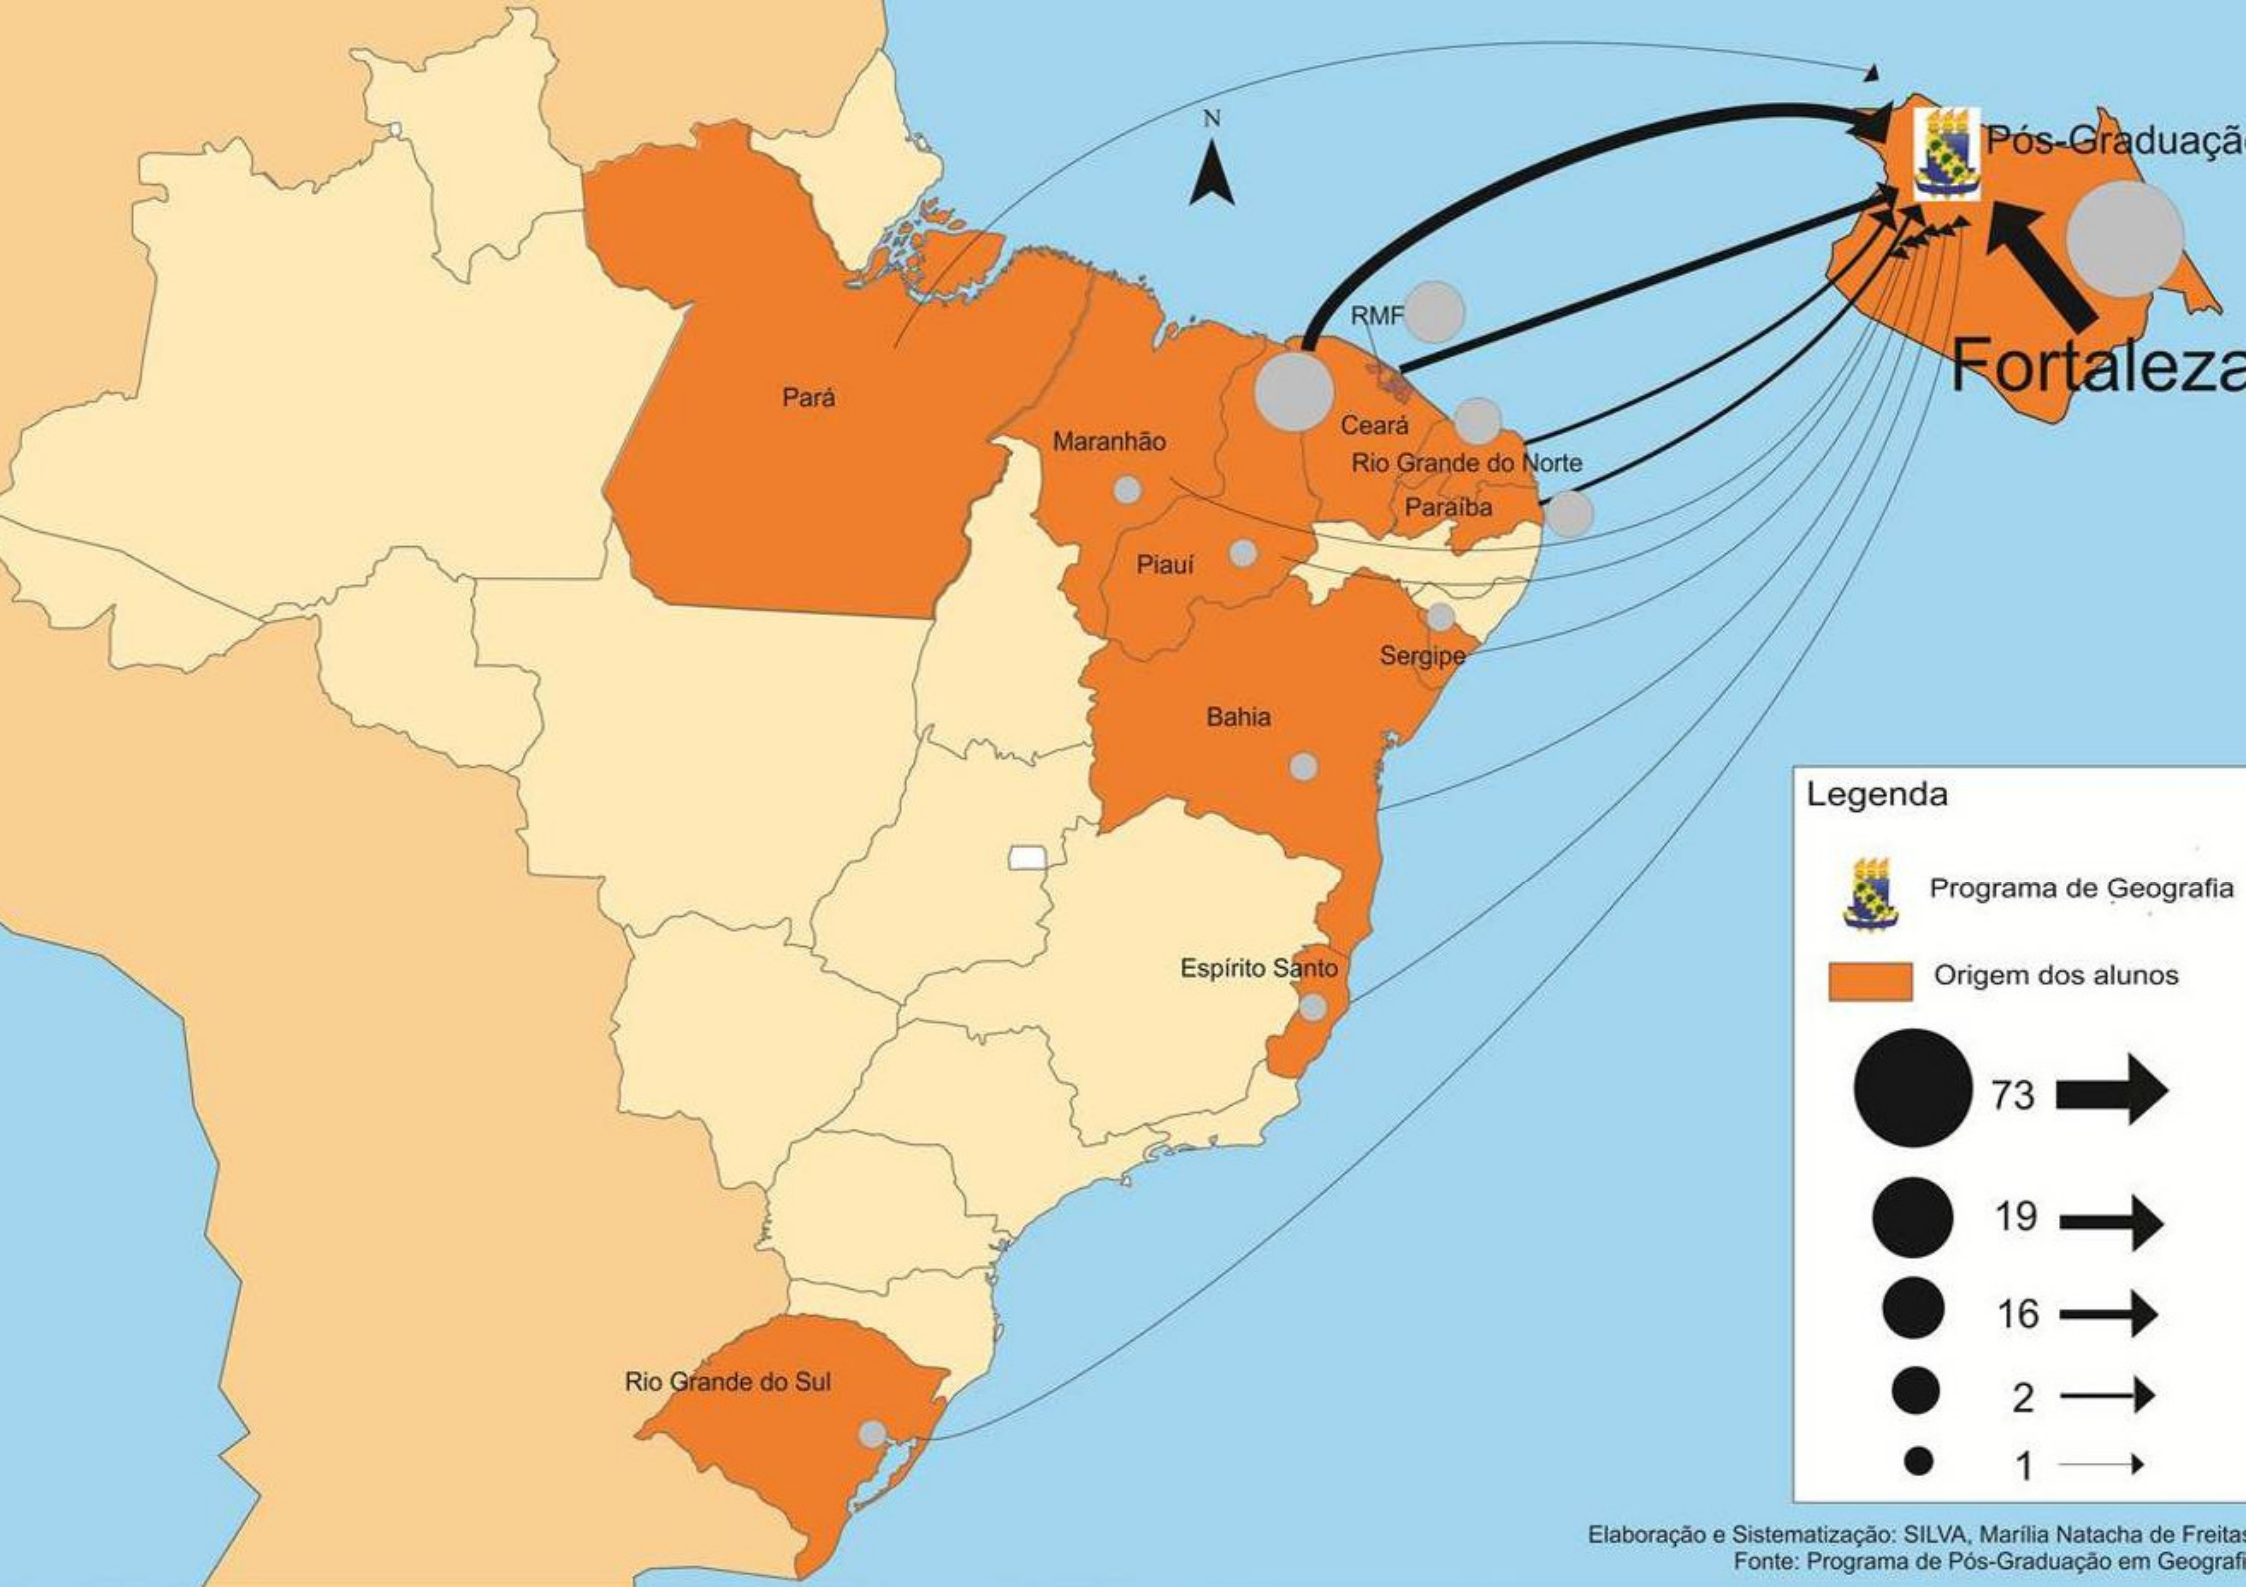 N
Pós-Graduaçã
RMF
Fortaleza
Pará
Ceará
Maranhão
Rio Grande do Norte
Paraíba
Piauí
Sergipe
Bahia
Espírito Santo
Rio Grande do Sul
Legenda
Programa de Geografia
Origem dos alunos
73
19
16
2
1
Elaboração e Sistematização: SILVA, Marília Natacha de Freitas
Fonte: Programa de Pós-Graduação em Geografi